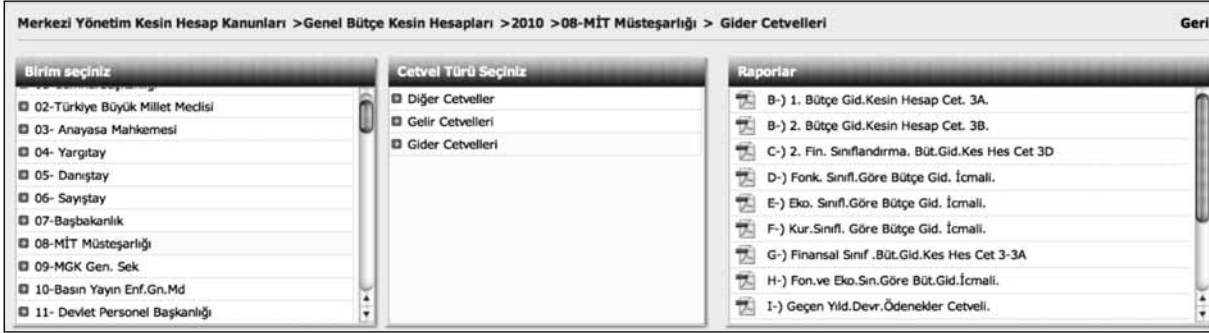 Merkezi Yönetim Kesin Hesap Kanunları >Genel Bütçe Kesin Hesapları >2010 >08-MİT Müsteşarlığı > Gider Cetvelleri
Geri
Birim seçiniz
02-Türkiye Büyük Millet Meclisi
03- Anayasa Mahkemesi
04- Yargıtay
05- Danıştay
06- Sayıştay
07-Başbakanlık
08-MİT Müsteşarlığı
09-MGK Gen. Sek
10-Basın Yayın Enf.Gn.Md
11- Devlet Personel Başkanlığı
Cetvel Türü Seçiniz
Diğer Cetveller
Gelir Cetvelleri
Gider Cetvelleri
Raporlar
B-) 1. Bütçe Gid.Kesin Hesap Cet. 3A.
B-) 2. Bütçe Gid.Kesin Hesap Cet. 3B.
C-) 2. Fin. Sınıflandırma. Büt.Gid.Kes Hes Cet 3D
D-) Fonk. Sınıfl.Göre Bütçe Gid. İcmali.
E-) Eko. Sınıfl.Göre Bütçe Gid. İcmali.
F-) Kur.Sınıfl. Göre Bütçe Gid. İcmali.
G-) Finansal Sınıf .Büt.Gid.Kes Hes Cet 3-3A
H-) Fon.ve Eko.Sın.Göre Büt.Gid.İcmali.
I-) Geçen Yıld.Devr.Ödenekler Cetveli.